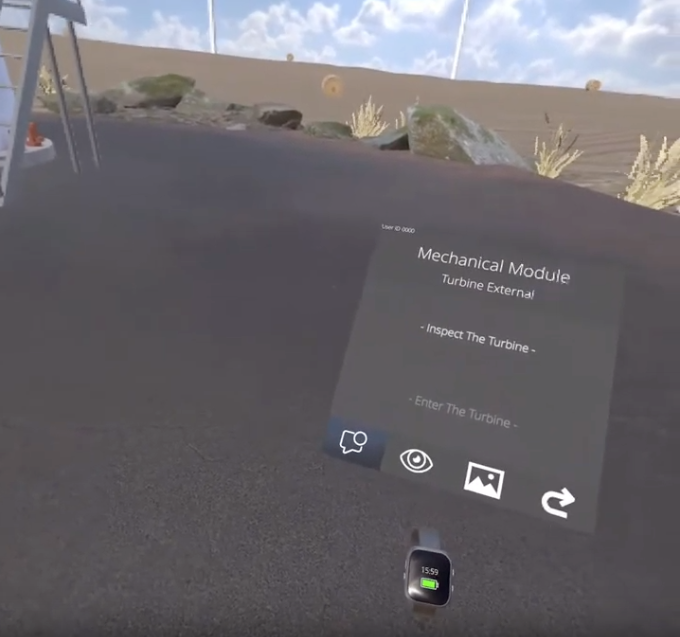 User ID 0000
Mechanical Module
Turbine External
- Inspect The Turbine -
- Enter The Turbine -
15:59